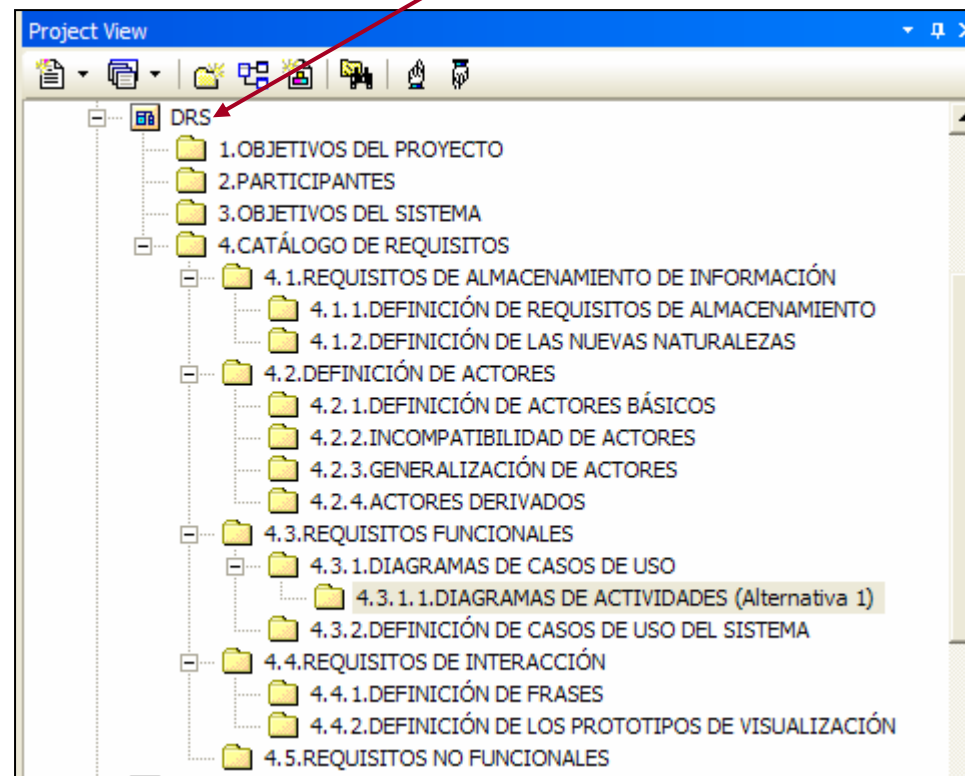 Project View
DRS
1.OBJETIVOS DEL PROYECTO
2.PARTICIPANTES
3.OBJETIVOS DEL SISTEMA
4.CATÁLOGO DE REQUISITOS
4.1.REQUISITOS DE ALMACENAMIENTO DE INFORMACIÓN
4.1.1.DEFINICIÓN DE REQUISITOS DE ALMACENAMIENTO
4.1.2.DEFINICIÓN DE LAS NUEVAS NATURALEZAS
4.2.DEFINICIÓN DE ACTORES
4.2.1.DEFINICIÓN DE ACTORES BÁSICOS
4.2.2.INCOMPATIBILIDAD DE ACTORES
4.2.3.GENERALIZACIÓN DE ACTORES
4.2.4.ACTORES DERIVADOS
4.3.REQUISITOS FUNCIONALES
4.3.1.DIAGRAMAS DE CASOS DE USO
4.3.1.1.DIAGRAMAS DE ACTIVIDADES (Alternativa 1)
4.3.2.DEFINICIÓN DE CASOS DE USO DEL SISTEMA
4.4.REQUISITOS DE INTERACCIÓN
4.4.1.DEFINICIÓN DE FRASES
4.4.2.DEFINICIÓN DE LOS PROTOTIPOS DE VISUALIZACIÓN
4.5.REQUISITOS NO FUNCIONALES